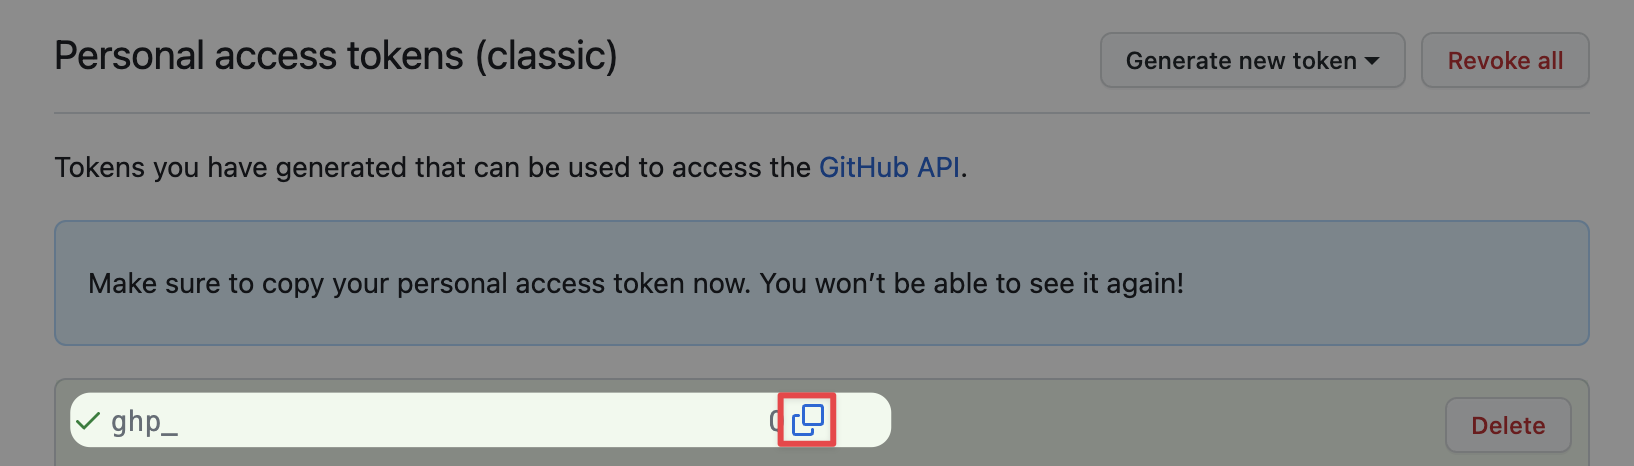 Personal access tokens (classic)
Generate new token
Revoke all
Tokens you have generated that can be used to access the GitHub API.
Make sure to copy your personal access token now. You won’t be able to see it again!
ghp_
Delete